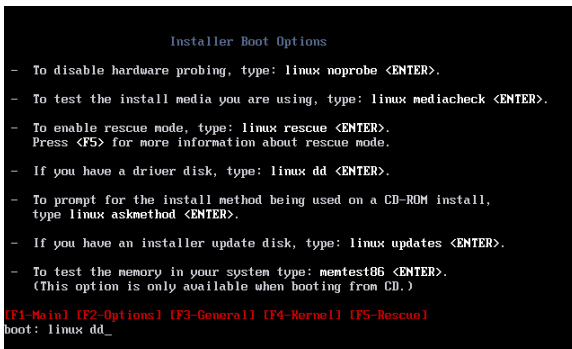 Installer Boot Options
- To disable hardware probing, type: linux noprobe <ENTER>.
- To test the install media you are using, type: linux mediacheck <ENTER>.
- To enable rescue mode, type: linux rescue <ENTER>.
Press <F5> for more information about rescue mode.
- If you have a driver disk, type: linux dd <ENTER>.
- To prompt for the install method being used on a CD-ROM install,
type linux askmethod <ENTER>.
- If you have an installer update disk, type: linux updates <ENTER>.
- To test the memory in your system type: memtest86 <ENTER>.
(This option is only available when booting from CD.)
[F1-Main] [F2-Options] [F3-General] [F4-Kernel] [F5-Rescue]
boot: linux dd_